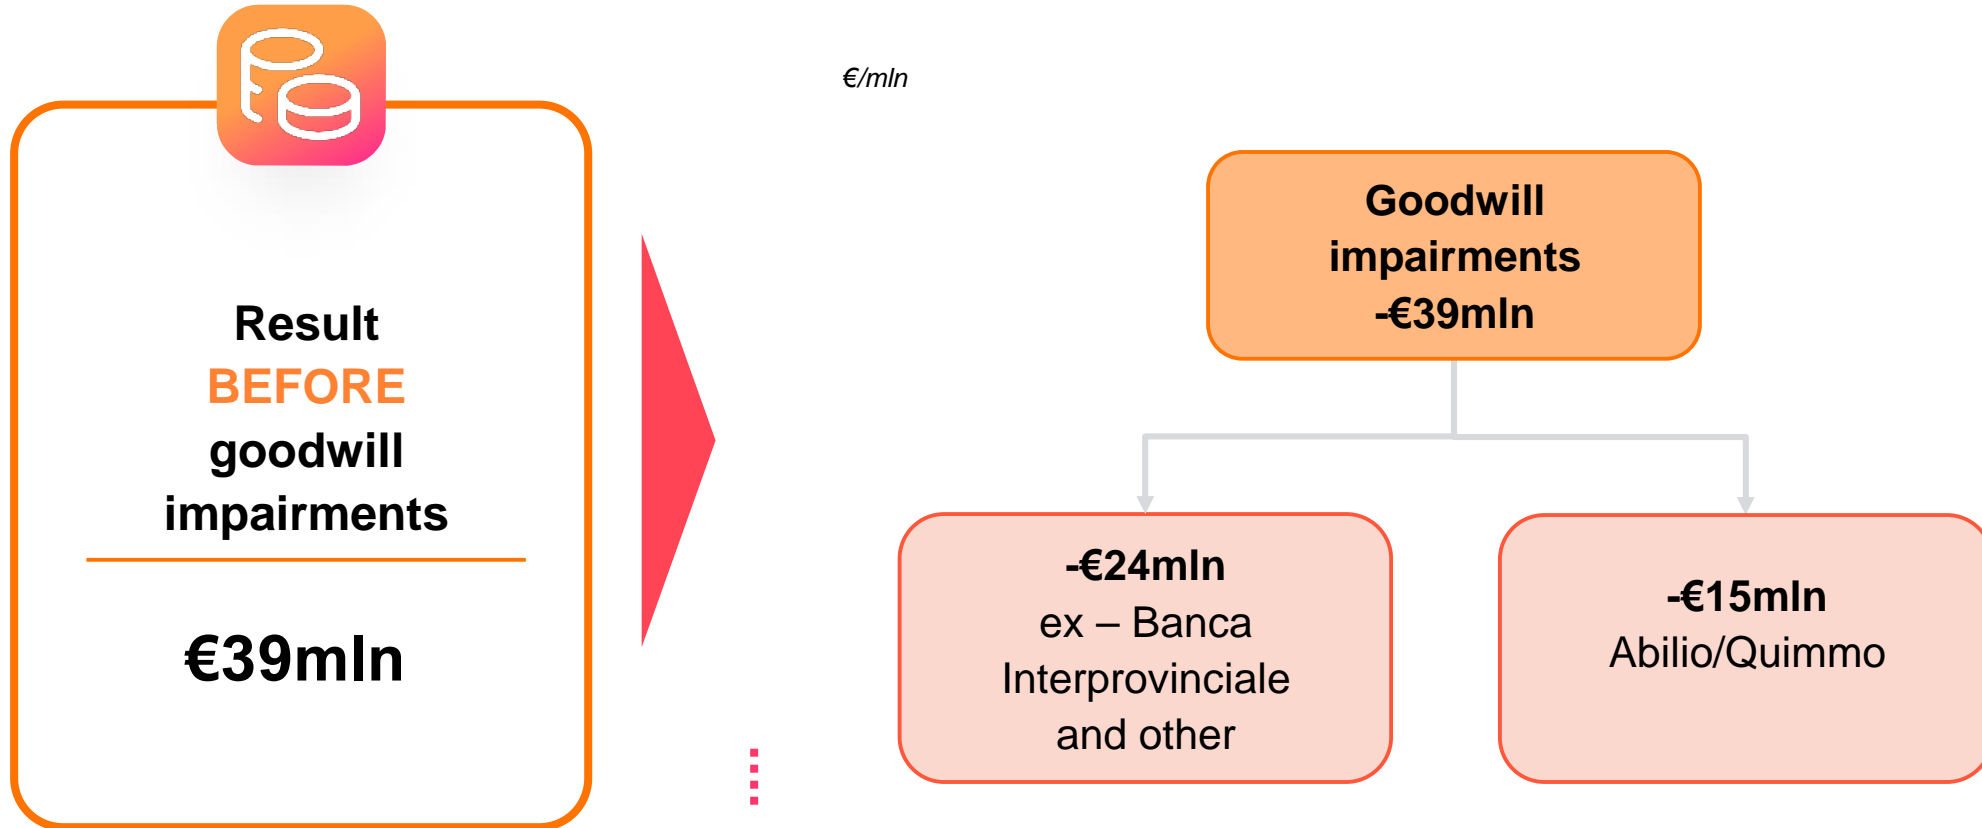 €/mln
Result
BEFORE
goodwill
impairments
€39mln
Goodwill
impairments
-€39mln
-€24mln
ex – Banca
Interprovinciale
and other
-€15mln
Abilio/Quimmo